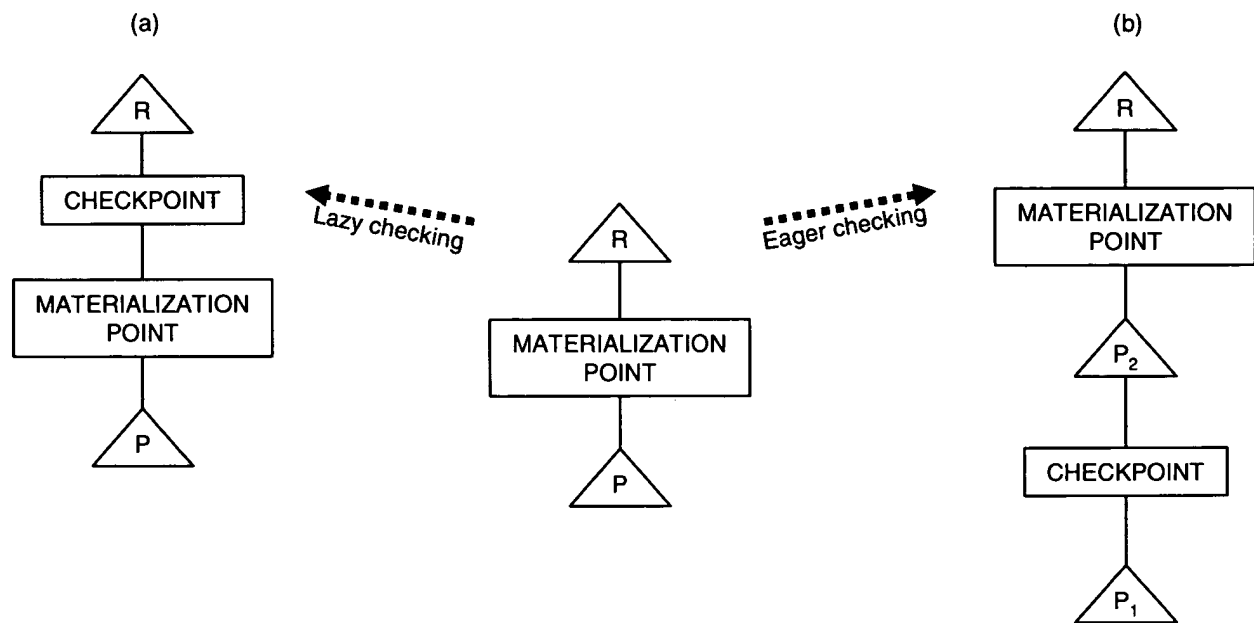 (a)
R
CHECKPOINT
MATERIALIZATION
POINT
P
Lazy checking
R
MATERIALIZATION
POINT
P
Eager checking
(b)
R
MATERIALIZATION
POINT
P₂
CHECKPOINT
P₁